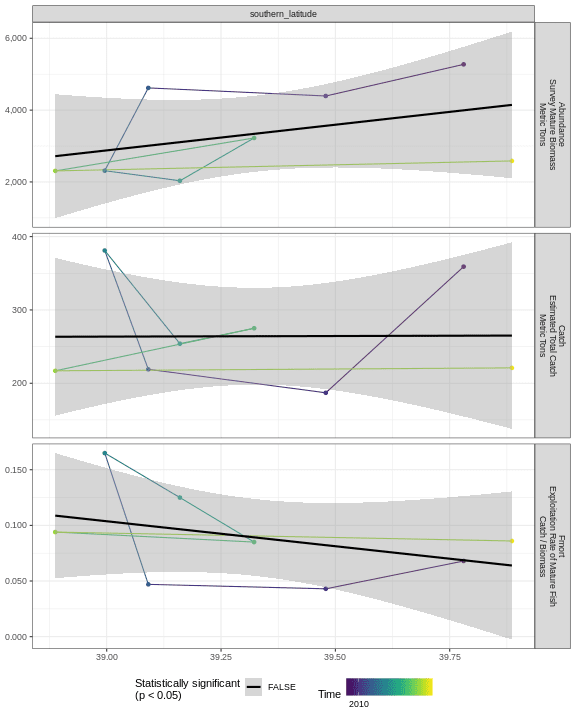 southern_latitude
6,000
4,000
2,000
Abundance
Survey Mature Biomass
Metric Tons
400
300
200
Catch
Estimated Total Catch
Metric Tons
0.150
0.100
0.050
0.000
Fmort
Exploitation Rate of Mature Fish
Catch / Biomass
39.00 39.25 39.50 39.75
Statistically significant
(p < 0.05)
FALSE
Time
2010